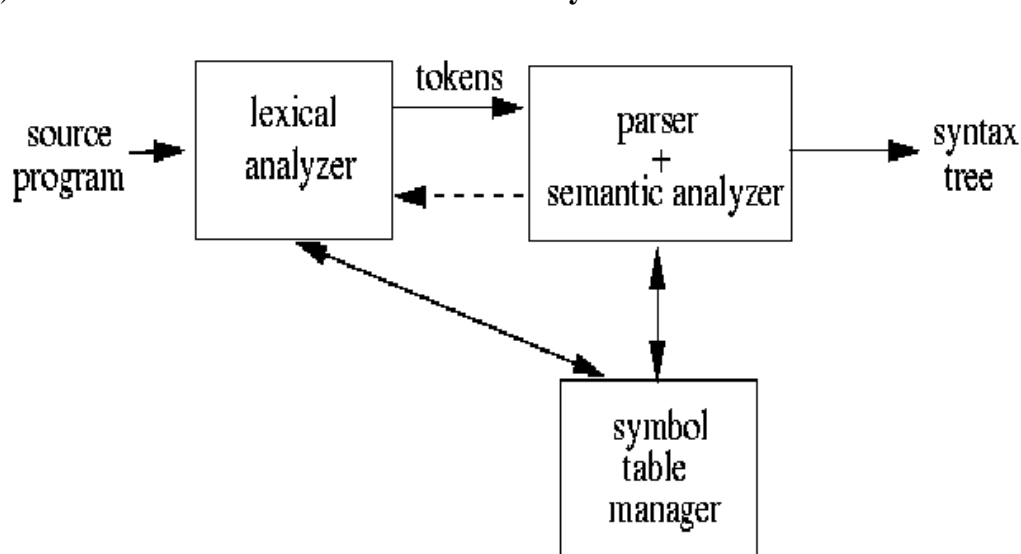 tokens
lexical
analyzer
parser
+
semantic analyzer
source
program
syntax
tree
symbol
table
manager